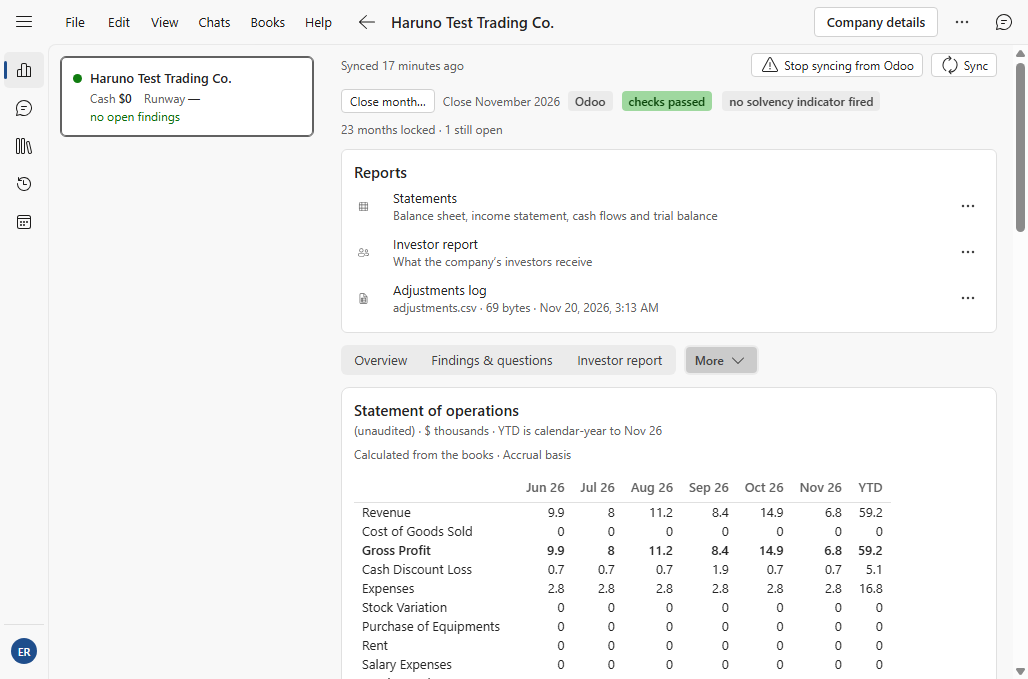 File Edit View Chats Books Help Haruno Test Trading Co. Company details
Haruno Test Trading Co.
Cash $0 Runway —
no open findings
Synced 17 minutes ago Stop syncing from Odoo Sync
Close month... Close November 2026 Odoo checks passed no solvency indicator fired
23 months locked · 1 still open
Reports
Statements
Balance sheet, income statement, cash flows and trial balance
Investor report
What the company’s investors receive
Adjustments log
adjustments.csv · 69 bytes · Nov 20, 2026, 3:13 AM
Overview Findings & questions Investor report More
Statement of operations
(unaudited) · $ thousands · YTD is calendar-year to Nov 26
Calculated from the books · Accrual basis
Jun 26 Jul 26 Aug 26 Sep 26 Oct 26 Nov 26 YTD
Revenue 9.9 8 11.2 8.4 14.9 6.8 59.2
Cost of Goods Sold 0 0 0 0 0 0 0
Gross Profit 9.9 8 11.2 8.4 14.9 6.8 59.2
Cash Discount Loss 0.7 0.7 0.7 1.9 0.7 0.7 5.1
Expenses 2.8 2.8 2.8 2.8 2.8 2.8 16.8
Stock Variation 0 0 0 0 0 0 0
Purchase of Equipments 0 0 0 0 0 0 0
Rent 0 0 0 0 0 0 0
Salary Expenses 0 0 0 0 0 0 0
ER